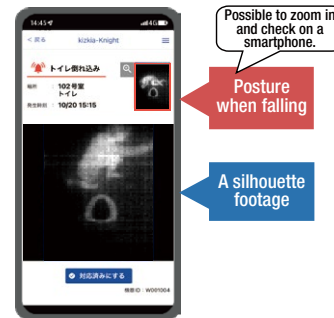 14:45
4G
Possible to zoom in
and check on a
smartphone.
< 戻る
kizkia-Knight
トイレ倒れ込み
場所 : 102号室
トイレ
発生時刻 : 10/20 15:15
Posture
when falling
A silhouette
footage
対応済みにする
検知ID : W001004